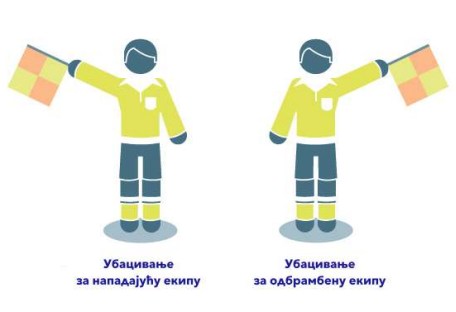 Убацивање
за нападајућу екипу
Убацивање
за одбрамбену екипу